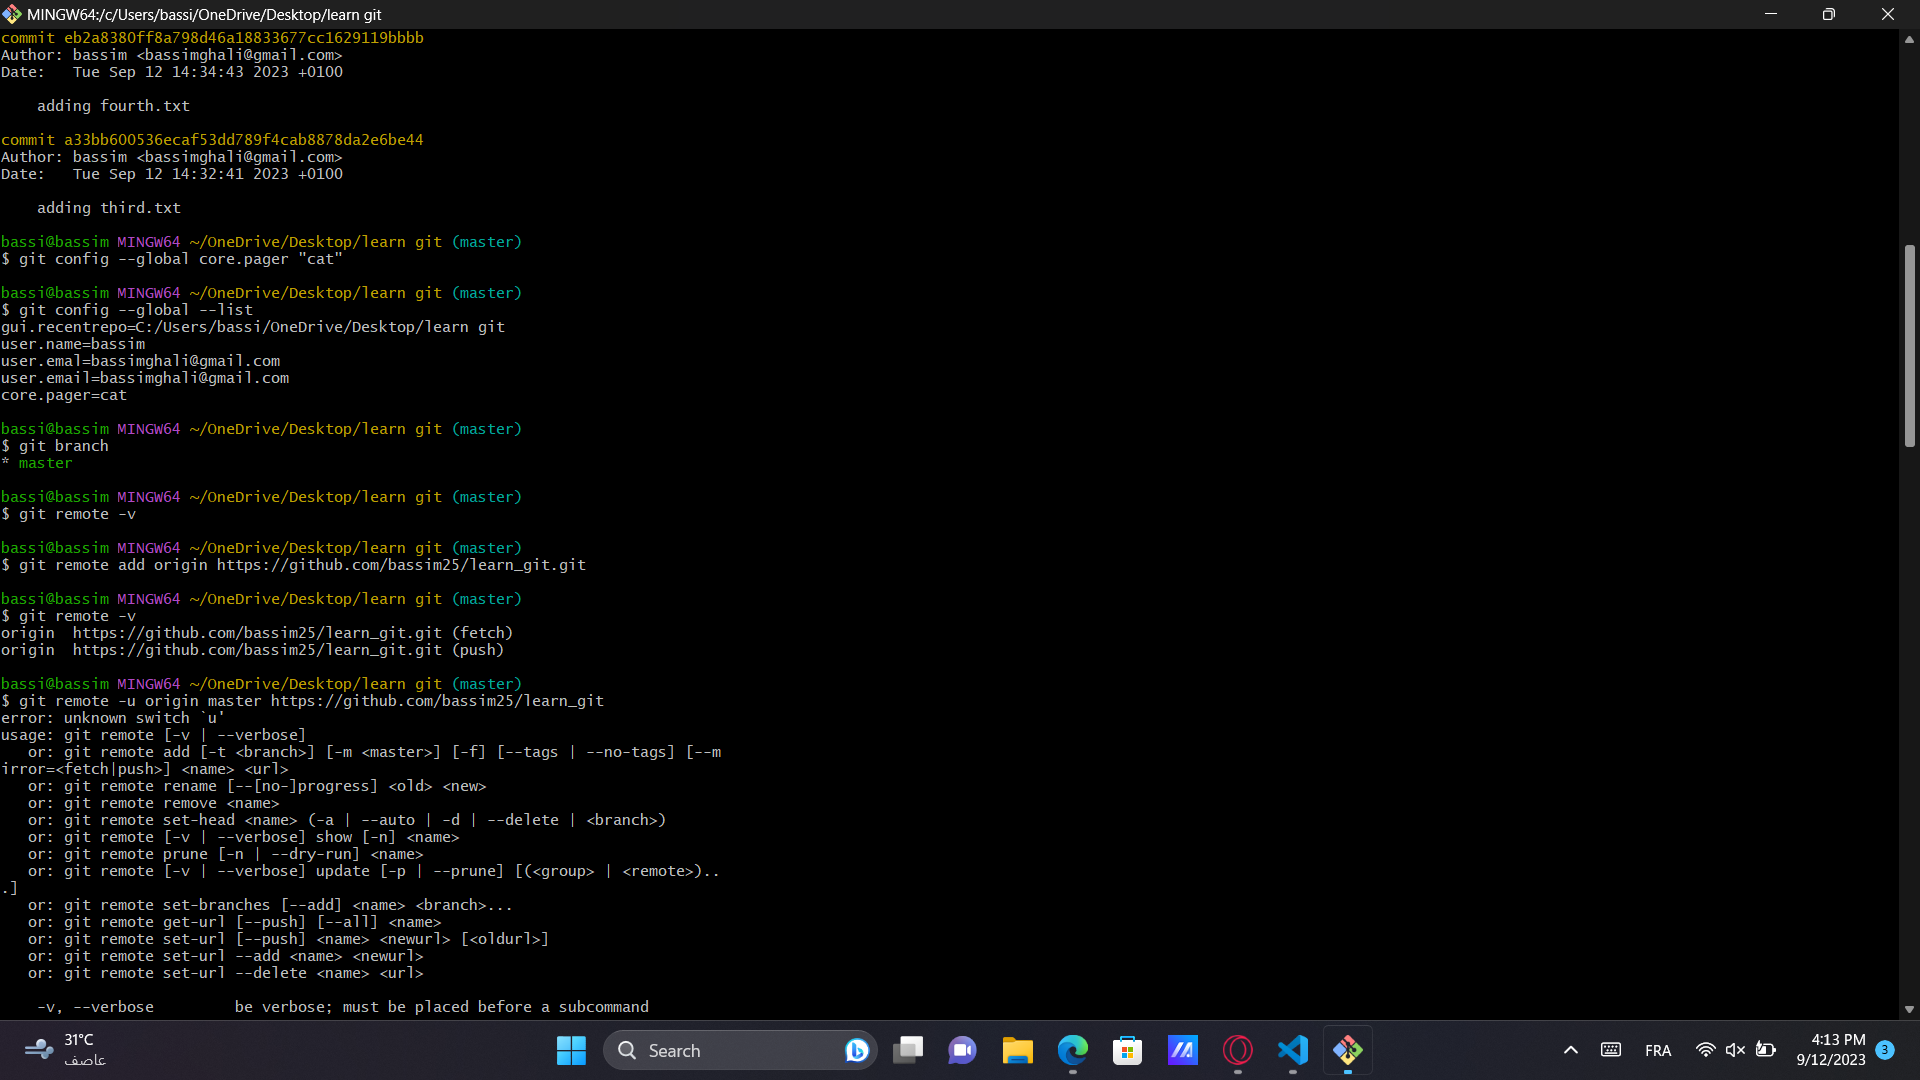 MINGW64:/c/Users/bassi/OneDrive/Desktop/learn git
commit eb2a8380ff8a798d46a18833677cc1629119bbbb
Author: bassim <bassimghali@gmail.com>
Date:   Tue Sep 12 14:34:43 2023 +0100
    adding fourth.txt
commit a33bb600536ecaf53dd789f4cab8878da2e6be44
Author: bassim <bassimghali@gmail.com>
Date:   Tue Sep 12 14:32:41 2023 +0100
    adding third.txt
bassi@bassim MINGW64 ~/OneDrive/Desktop/learn git (master)
$ git config --global core.pager "cat"
bassi@bassim MINGW64 ~/OneDrive/Desktop/learn git (master)
$ git config --global --list
gui.recentrepo=C:/Users/bassi/OneDrive/Desktop/learn git
user.name=bassim
user.emal=bassimghali@gmail.com
user.email=bassimghali@gmail.com
core.pager=cat
bassi@bassim MINGW64 ~/OneDrive/Desktop/learn git (master)
$ git branch
* master
bassi@bassim MINGW64 ~/OneDrive/Desktop/learn git (master)
$ git remote -v
bassi@bassim MINGW64 ~/OneDrive/Desktop/learn git (master)
$ git remote add origin https://github.com/bassim25/learn_git.git
bassi@bassim MINGW64 ~/OneDrive/Desktop/learn git (master)
$ git remote -v
origin  https://github.com/bassim25/learn_git.git (fetch)
origin  https://github.com/bassim25/learn_git.git (push)
bassi@bassim MINGW64 ~/OneDrive/Desktop/learn git (master)
$ git remote -u origin master https://github.com/bassim25/learn_git
error: unknown switch `u'
usage: git remote [-v | --verbose]
   or: git remote add [-t <branch>] [-m <master>] [-f] [--tags | --no-tags] [--m
irror=<fetch|push>] <name> <url>
   or: git remote rename [--[no-]progress] <old> <new>
   or: git remote remove <name>
   or: git remote set-head <name> (-a | --auto | -d | --delete | <branch>)
   or: git remote [-v | --verbose] show [-n] <name>
   or: git remote prune [-n | --dry-run] <name>
   or: git remote [-v | --verbose] update [-p | --prune] [(<group> | <remote>)..
.]
   or: git remote set-branches [--add] <name> <branch>...
   or: git remote get-url [--push] [--all] <name>
   or: git remote set-url [--push] <name> <newurl> [<oldurl>]
   or: git remote set-url --add <name> <newurl>
   or: git remote set-url --delete <name> <url>
    -v, --verbose         be verbose; must be placed before a subcommand
31°C
عاصف
Search
FRA
4:13 PM
9/12/2023
3